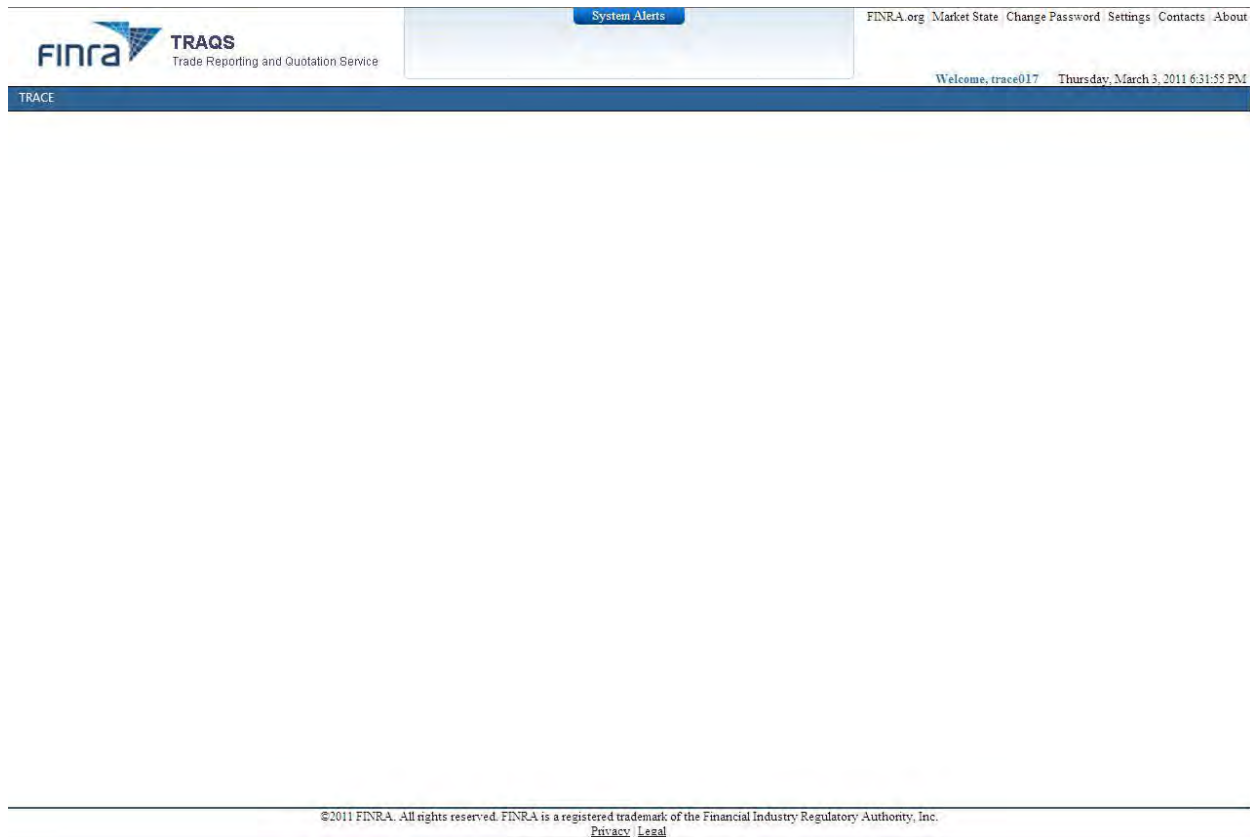 System Alerts
FINRA.org Market State Change Password Settings Contacts About
Finra
TRAQS
Trade Reporting and Quotation Service
Welcome, trace017 Thursday, March 3, 2011 6:31:55 PM
TRACE
©2011 FINRA. All rights reserved. FINRA is a registered trademark of the Financial Industry Regulatory Authority, Inc.
Privacy | Legal